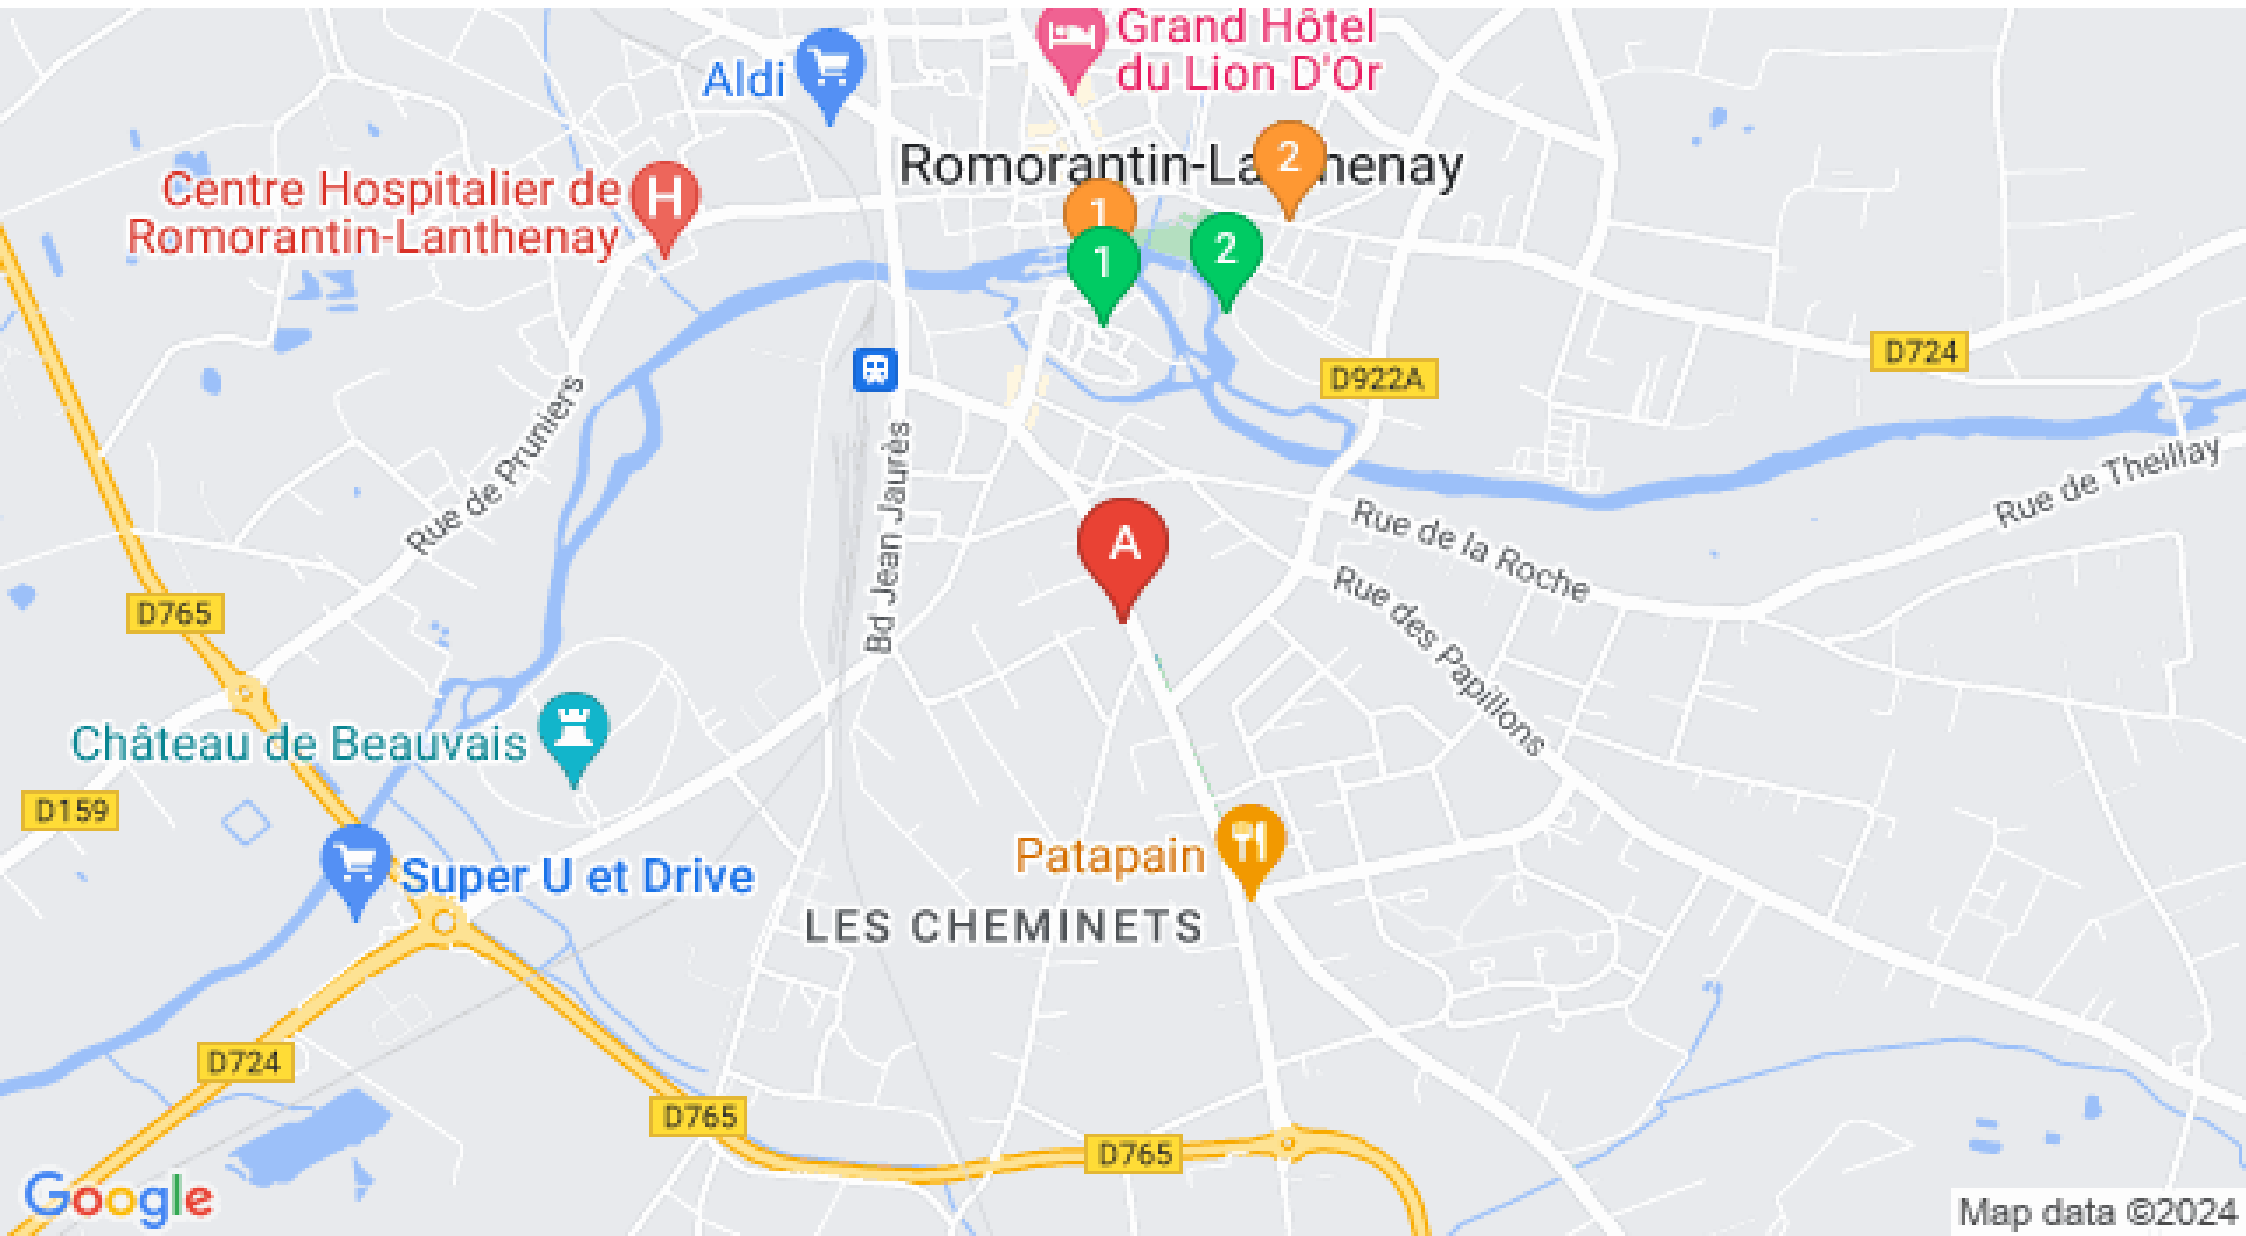 Grand Hôtel
du Lion D'Or
Aldi
Romorantin-La
henay
2
Centre Hospitalier de
Romorantin-Lanthenay
H
1
1
2
D724
D922A
Rue de Pruniers
Bd Jean Jaurès
Rue de Theillay
Rue de la Roche
A
Rue des Papillons
D765
Château de Beauvais
D159
Patapain
Super U et Drive
LES CHEMINETS
D724
D765
D765
Google
Map data ©2024